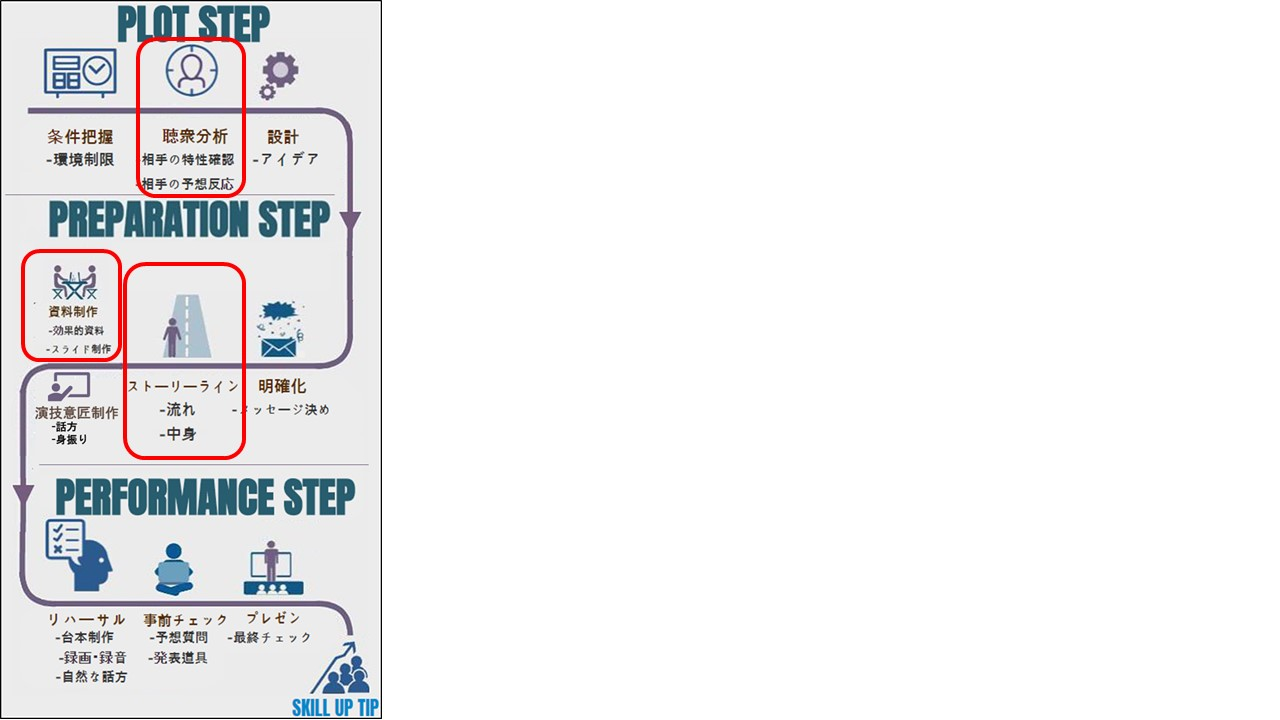 PLOT STEP
条件把握
-環境制限
聴衆分析
-相手の特性確認
-相手の予想反応
設計
-アイデア
PREPARATION STEP
資料制作
-効果的資料
-スライド制作
演技意匠制作
-話方
-身振り
ストーリーライン
-流れ
-中身
明確化
-メッセージ決め
PERFORMANCE STEP
リハーサル
-台本制作
-録画・録音
-自然な話方
事前チェック
-予想質問
-発表道具
プレゼン
-最終チェック
SKILL UP TIP